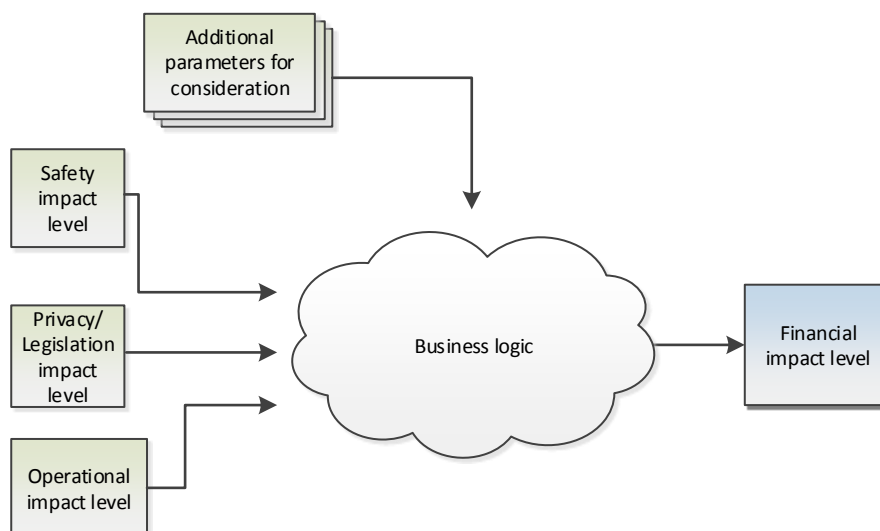 Additional
parameters for
consideration
Safety
impact
level
Privacy/
Legislation
impact
level
Operational
impact level
Business logic
Financial
impact level